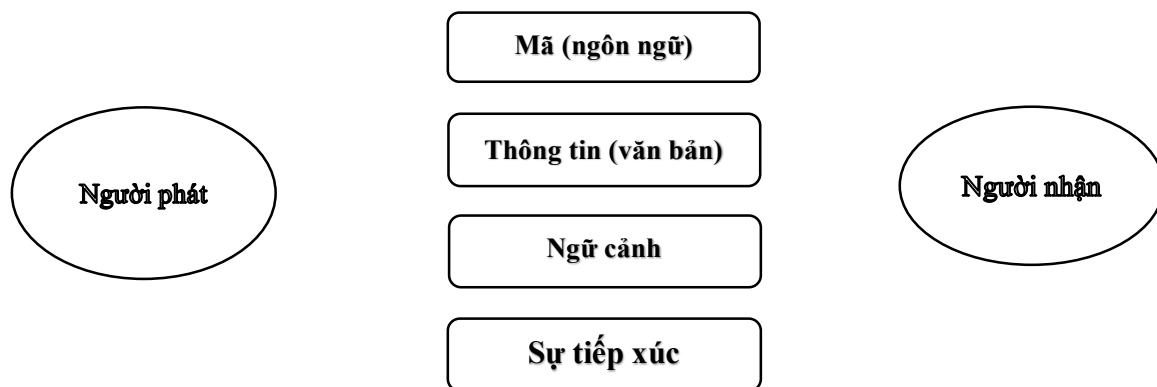 Mã (ngôn ngữ)
Thông tin (văn bản)
Người phát
Người nhận
Ngữ cảnh
Sự tiếp xúc